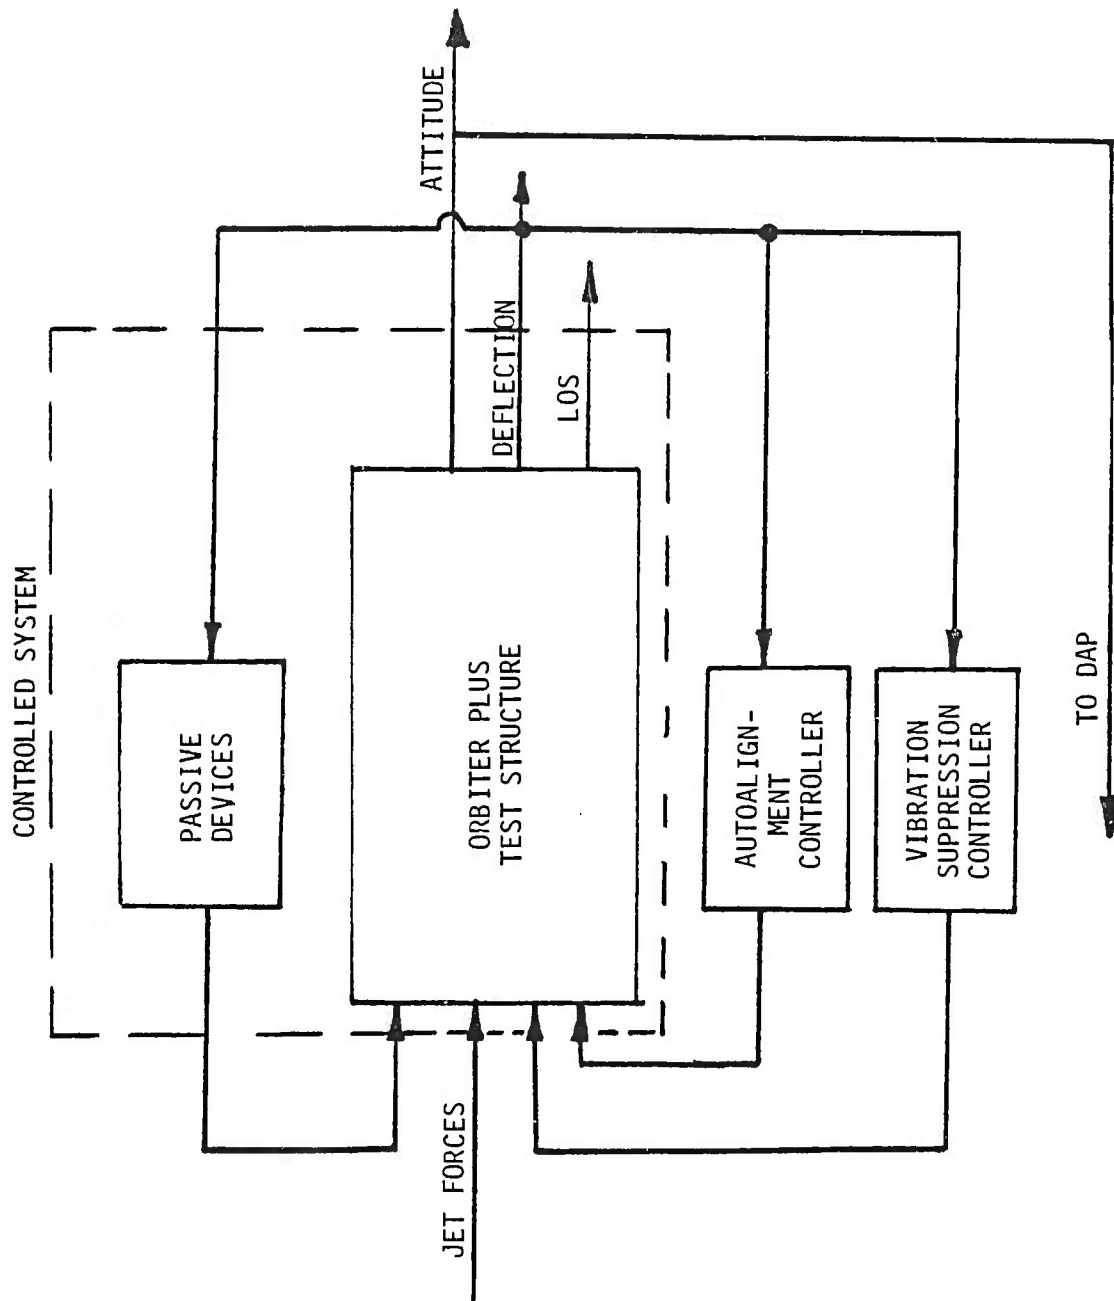 CONTROLLED SYSTEM
PASSIVE
DEVICES
ATTITUDE
DEFLECTION
LOS
ORBITER PLUS
TEST STRUCTURE
JET FORCES
AUTOALIGN-
MENT
CONTROLLER
VIBRATION
SUPPRESSION
CONTROLLER
TO DAP